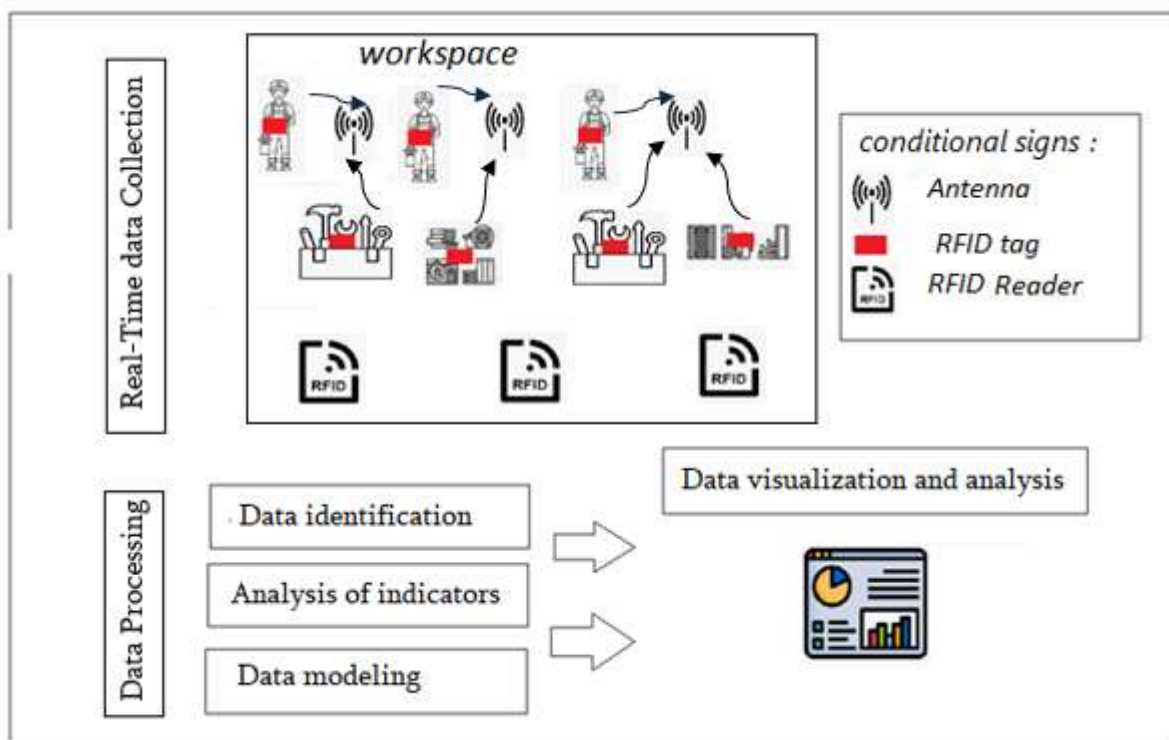 workspace
Real-Time data Collection
conditional signs :
Antenna
RFID tag
RFID Reader
RFID
RFID
RFID
RFID
Data Processing
Data identification
Analysis of indicators
Data modeling
Data visualization and analysis